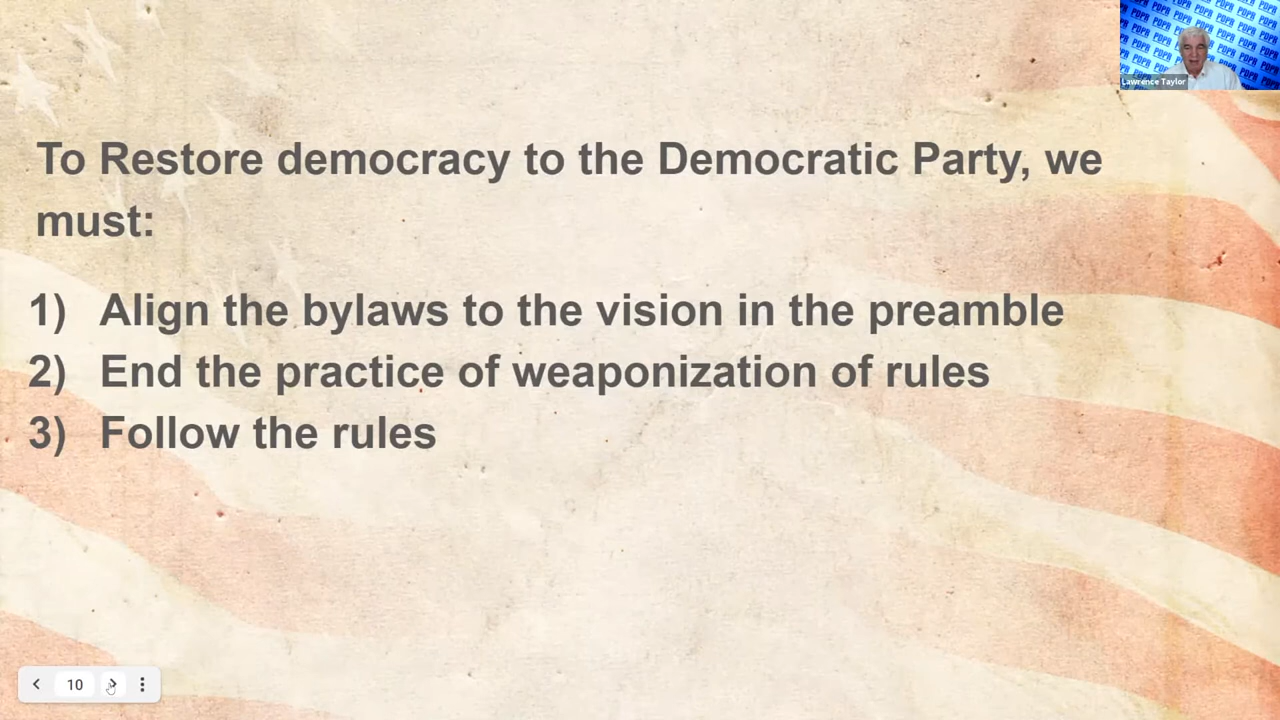 To Restore democracy to the Democratic Party, we
must:
1) Align the bylaws to the vision in the preamble
2) End the practice of weaponization of rules
3) Follow the rules
Lawrence Taylor
10